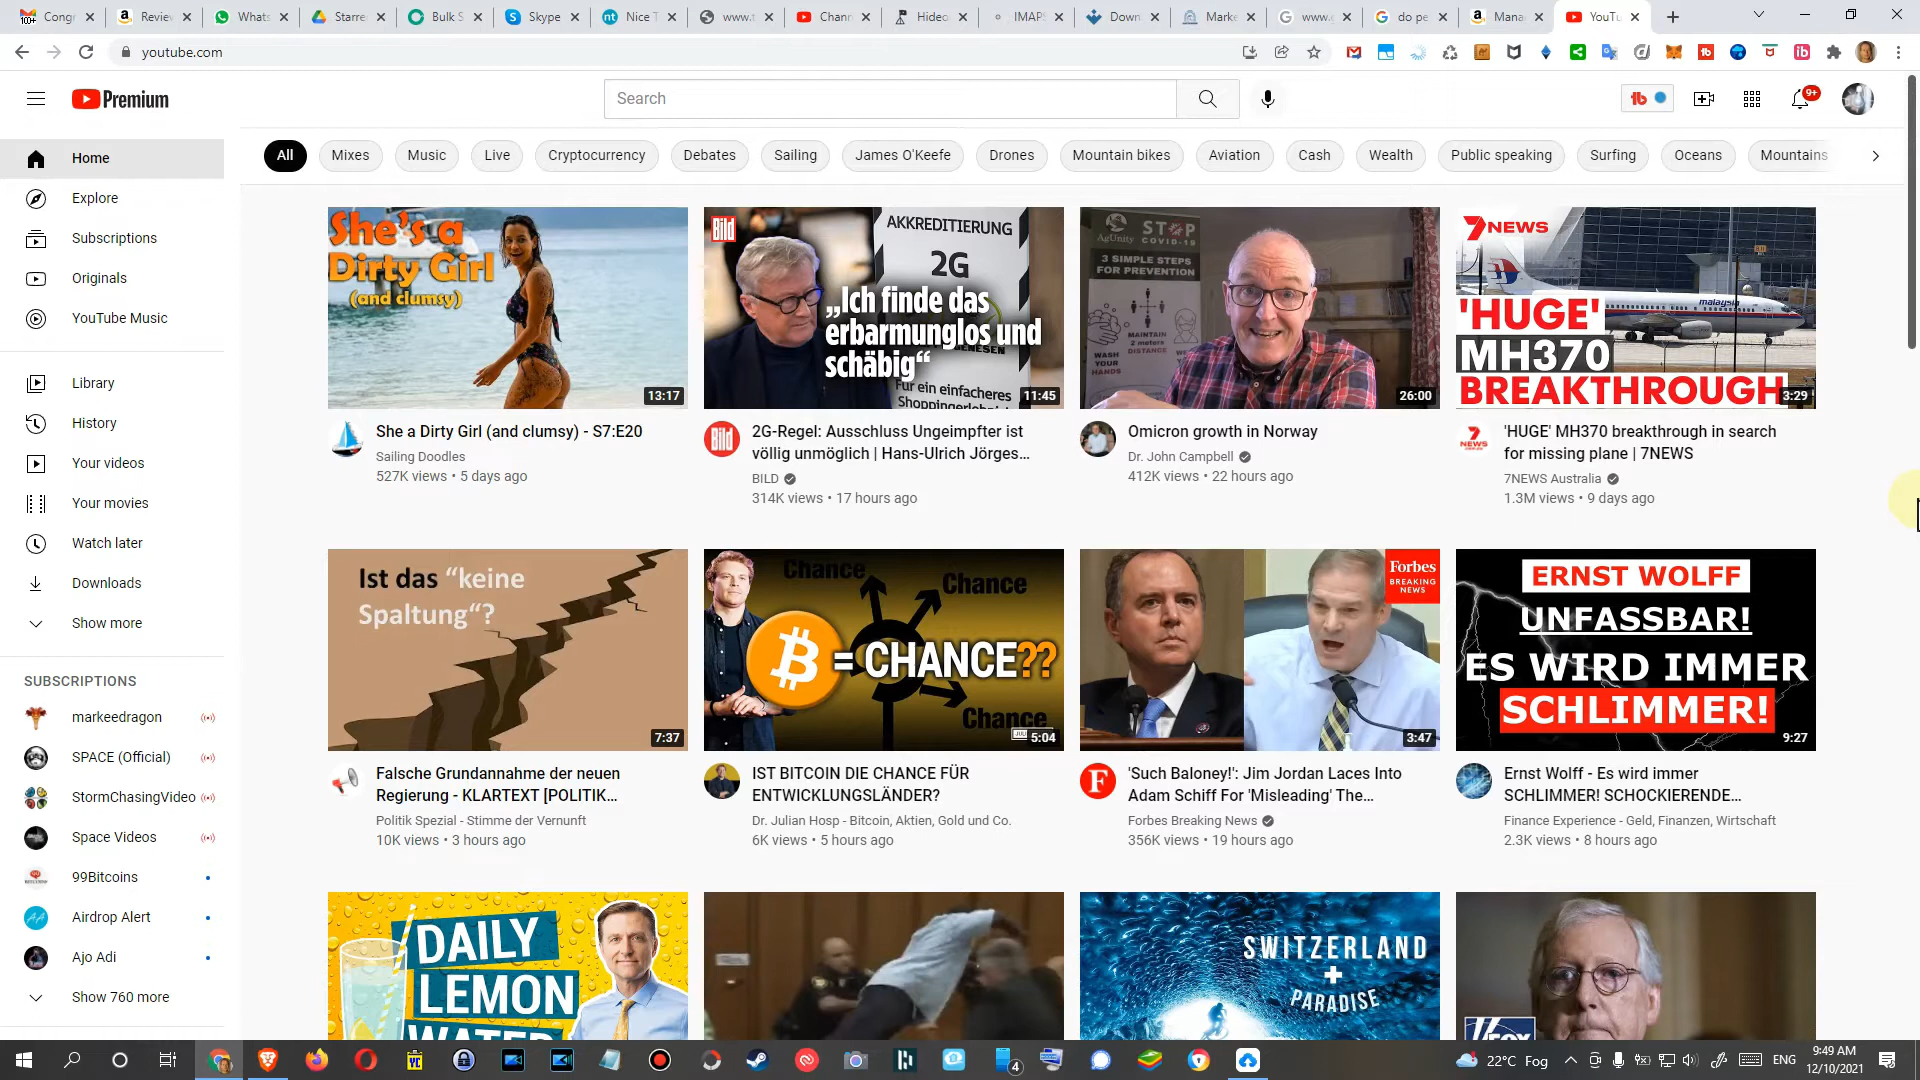 Congr
Review
Whats
Starre
Bulk S
Skype
Nice T
www.t
Chann
Hideo
IMAPS
Down
Marke
www.g
do pe
Mana
YouTu
youtube.com
Premium
Search
9+
Home
Explore
Subscriptions
Originals
YouTube Music
Library
History
Your videos
Your movies
Watch later
Downloads
Show more
SUBSCRIPTIONS
markeedragon
SPACE (Official)
StormChasingVideo
Space Videos
99Bitcoins
Airdrop Alert
Ajo Adi
Show 760 more
All
Mixes
Music
Live
Cryptocurrency
Debates
Sailing
James O'Keefe
Drones
Mountain bikes
Aviation
Cash
Wealth
Public speaking
Surfing
Oceans
Mountains
She's a
Dirty Girl
(and clumsy)
13:17
She a Dirty Girl (and clumsy) - S7:E20
Sailing Doodles
527K views • 5 days ago
Bild
AKKREDITIERUNG
2G
„Ich finde das
erbarmunglos und
schäbig“
Für ein einfacheres
Shoppingerlebnis
11:45
2G-Regel: Ausschluss Ungeimpfter ist
völlig unmöglich | Hans-Ulrich Jörges...
BILD
314K views • 17 hours ago
AgUnity
STOP
COVID-19
3 SIMPLE STEPS
FOR PREVENTION
MAINTAIN
2 meters
DISTANCE
WASH
YOUR
HANDS
26:00
Omicron growth in Norway
Dr. John Campbell
412K views • 22 hours ago
7NEWS
malaysia
'HUGE'
MH370
BREAKTHROUGH
3:29
'HUGE' MH370 breakthrough in search
for missing plane | 7NEWS
7NEWS Australia
1.3M views • 9 days ago
Ist das “keine
Spaltung“?
7:37
Falsche Grundannahme der neuen
Regierung - KLARTEXT [POLITIK...
Politik Spezial - Stimme der Vernunft
10K views • 3 hours ago
Chance
Chance
= CHANCE??
Chance
5:04
IST BITCOIN DIE CHANCE FÜR
ENTWICKLUNGSLÄNDER?
Dr. Julian Hosp - Bitcoin, Aktien, Gold und Co.
6K views • 5 hours ago
Forbes
BREAKING
NEWS
3:47
'Such Baloney!': Jim Jordan Laces Into
Adam Schiff For 'Misleading' The...
Forbes Breaking News
356K views • 19 hours ago
ERNST WOLFF
UNFASSBAR!
ES WIRD IMMER
SCHLIMMER!
9:27
Ernst Wolff - Es wird immer
SCHLIMMER! SCHOCKIERENDE...
Finance Experience - Geld, Finanzen, Wirtschaft
2.3K views • 8 hours ago
DAILY
LEMON
WATER
SWITZERLAND
+
PARADISE
FOX
22°C Fog
ENG
9:49 AM
12/10/2021